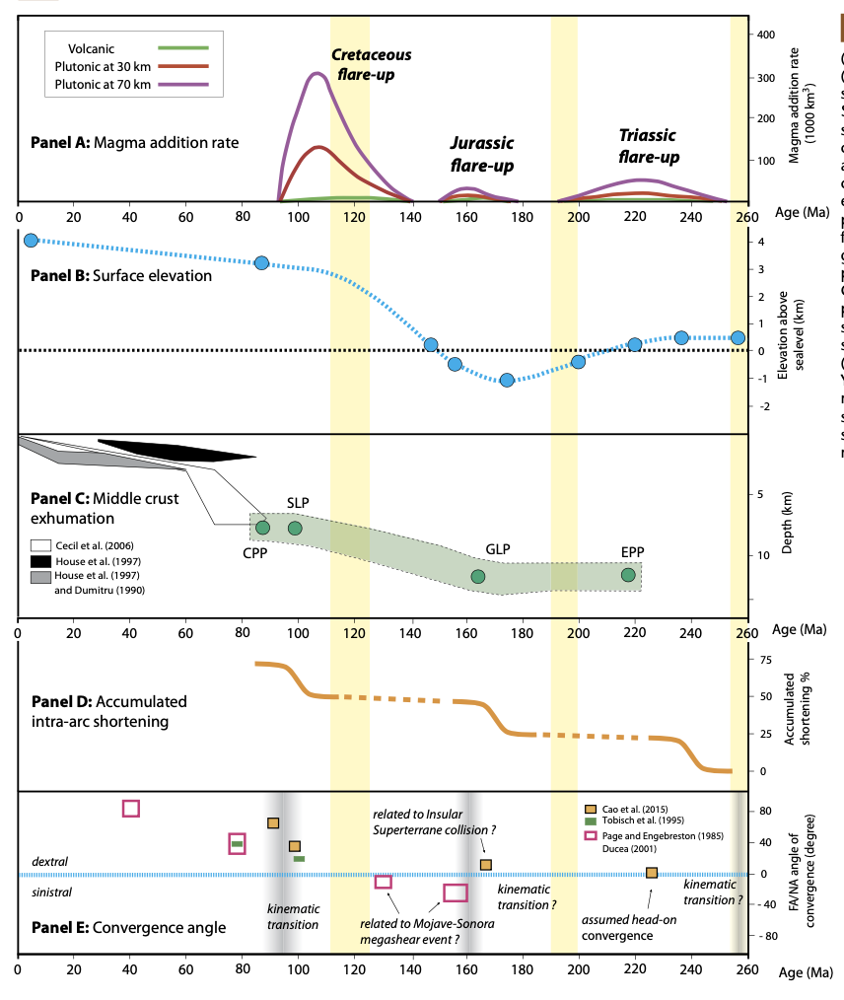 Volcanic
Plutonic at 30 km
Plutonic at 70 km
Cretaceous
flare-up
Jurassic
flare-up
Triassic
flare-up
Panel A: Magma addition rate
400
300
200
100
Magma addition rate
(1000 km³)
0 20 40 60 80 100 120 140 160 180 200 220 240 260 Age (Ma)
Panel B: Surface elevation
4
3
2
1
0
-1
-2
Elevation above
sealevel (km)
Panel C: Middle crust
exhumation
Cecil et al. (2006)
House et al. (1997)
House et al. (1997)
and Dumitru (1990)
SLP
CPP
GLP
EPP
5
10
Depth (km)
0 20 40 60 80 100 120 140 160 180 200 220 240 260 Age (Ma)
Panel D: Accumulated
intra-arc shortening
75
50
25
0
Accumulated
shortening %
related to Insular
Superterrane collision ?
Cao et al. (2015)
Tobisch et al. (1995)
Page and Engebreston (1985)
Ducea (2001)
dextral
sinistral
kinematic
transition
related to Mojave-Sonora
megashear event ?
kinematic
transition ?
assumed head-on
convergence
kinematic
transition ?
Panel E: Convergence angle
80
40
0
- 40
- 80
FA/NA angle of
convergence (degree)
0 20 40 60 80 100 120 140 160 180 200 220 240 260 Age (Ma)